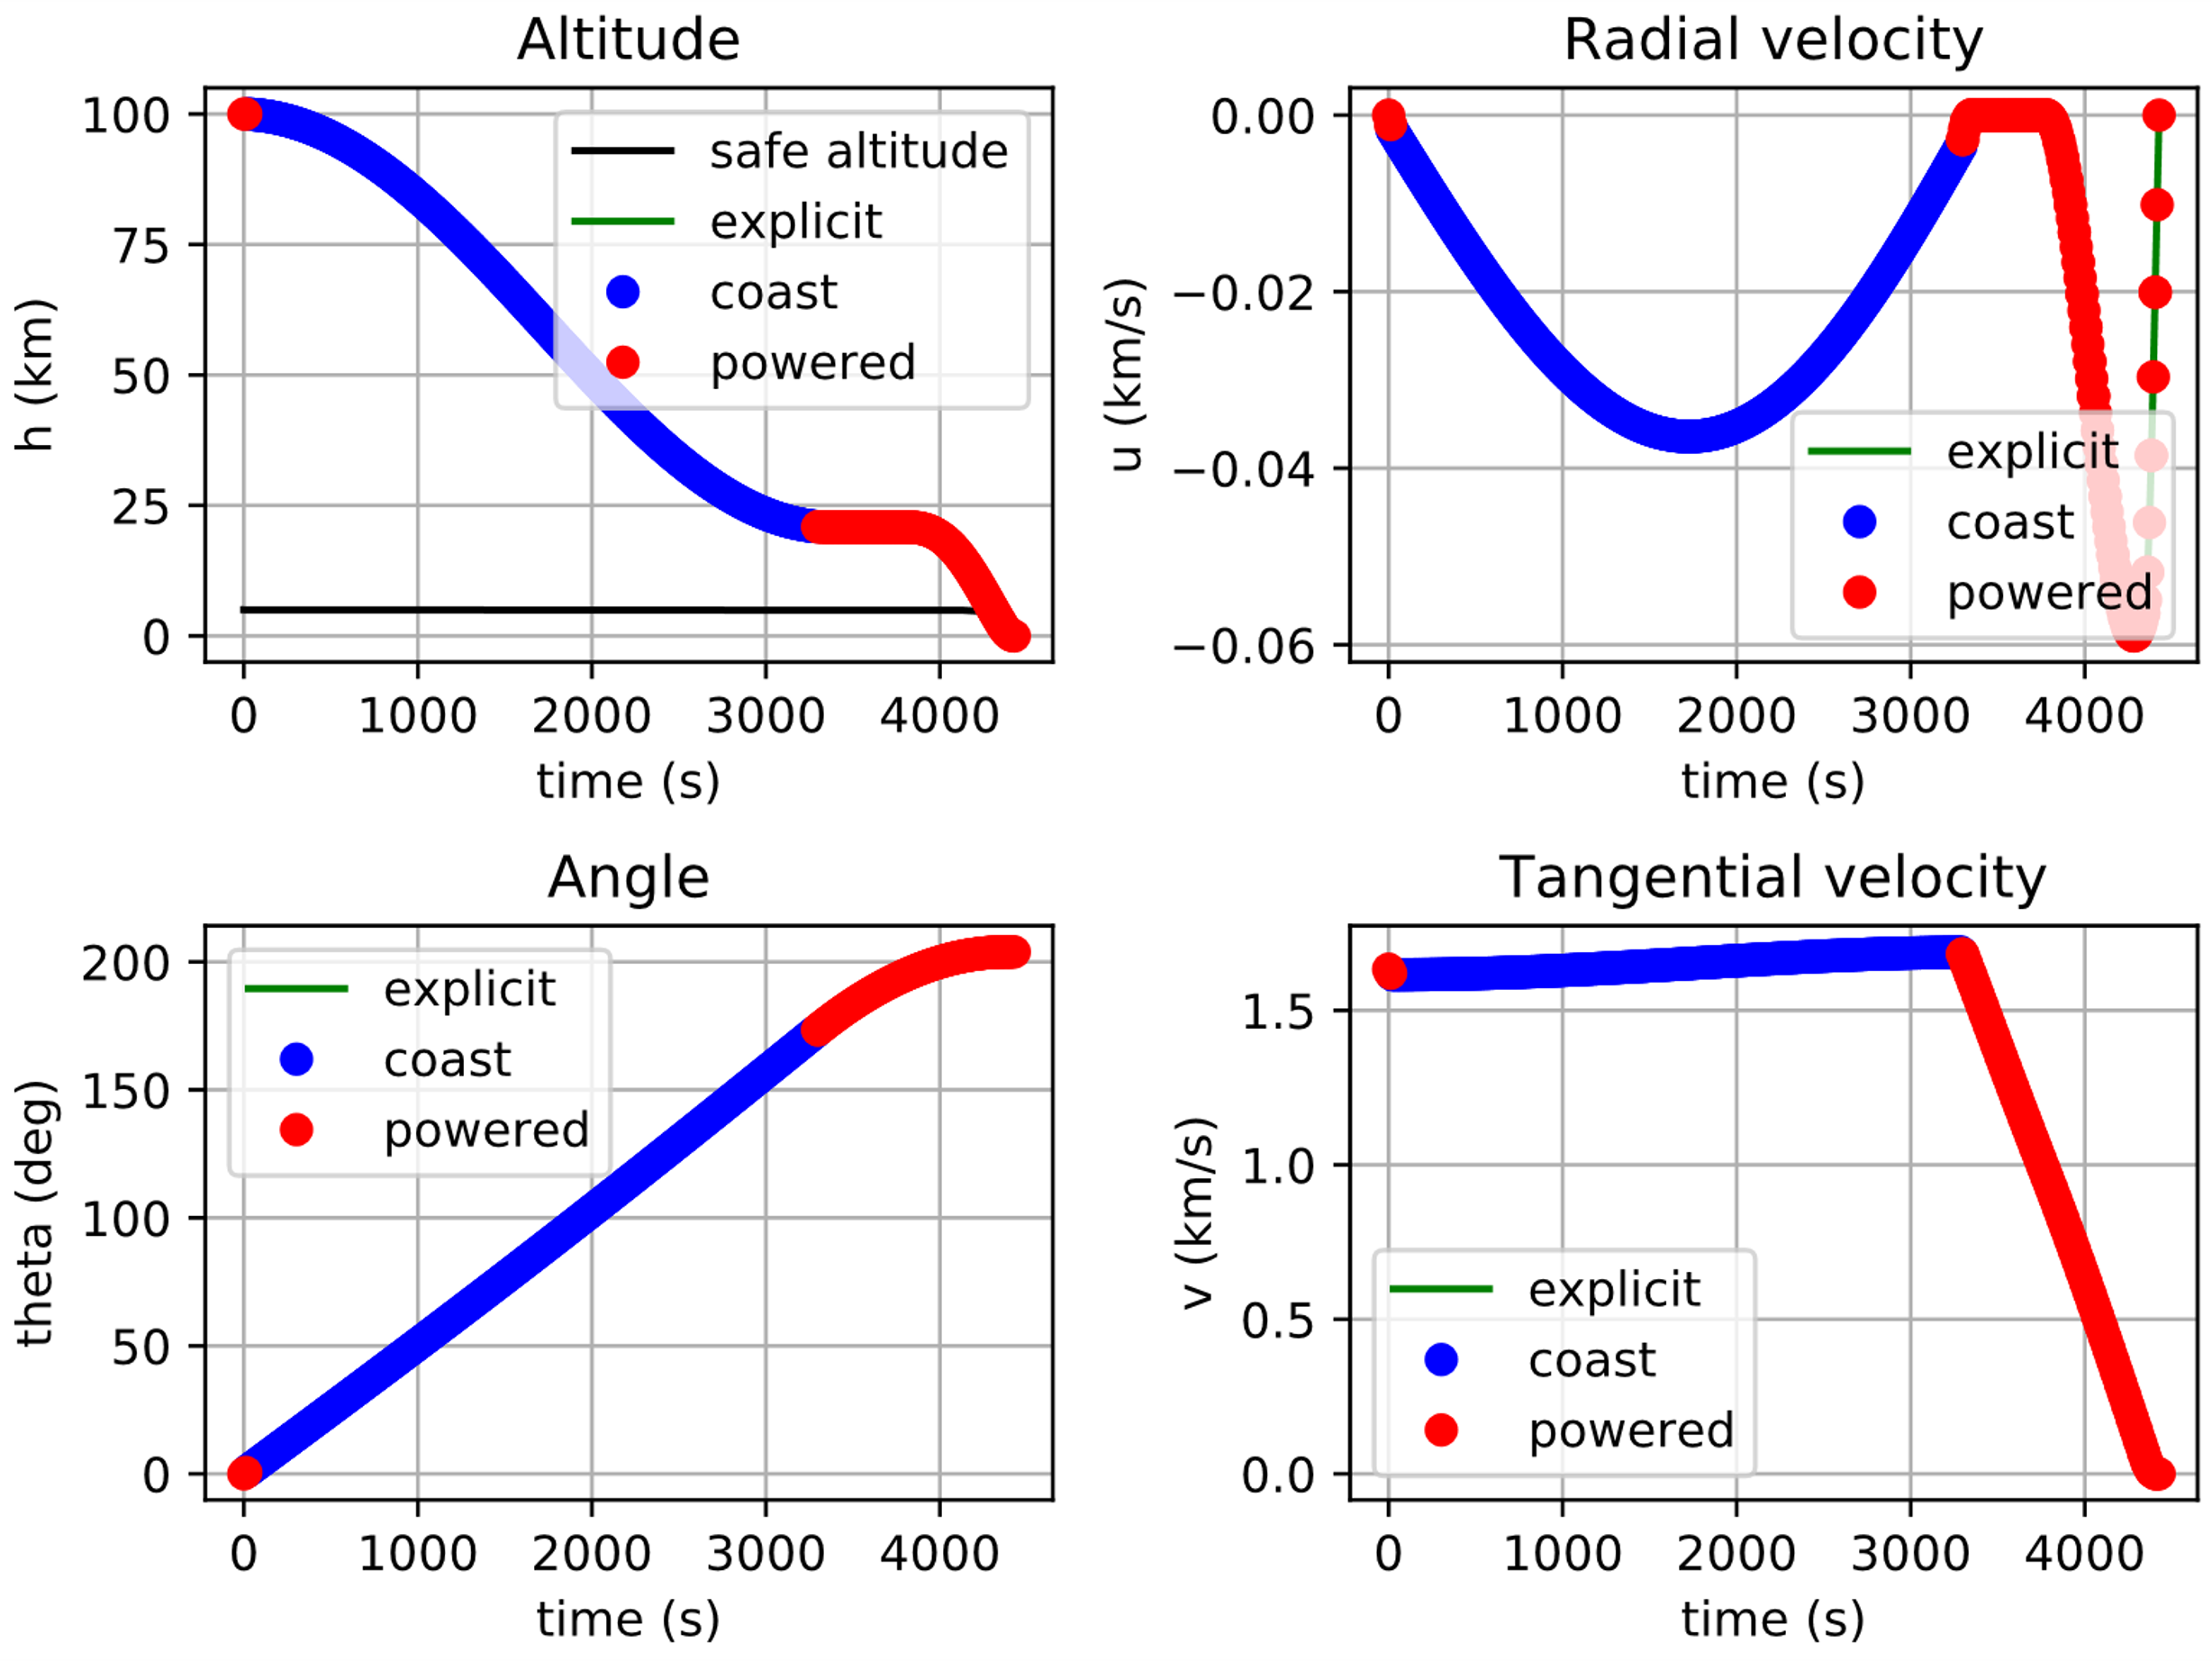 Altitude
h (km)
100
75
50
25
0
safe altitude
explicit
coast
powered
0 1000 2000 3000 4000
time (s)
Radial velocity
u (km/s)
0.00
−0.02
−0.04
−0.06
explicit
coast
powered
0 1000 2000 3000 4000
time (s)
Angle
theta (deg)
200
150
100
50
0
explicit
coast
powered
0 1000 2000 3000 4000
time (s)
Tangential velocity
v (km/s)
1.5
1.0
0.5
0.0
explicit
coast
powered
0 1000 2000 3000 4000
time (s)